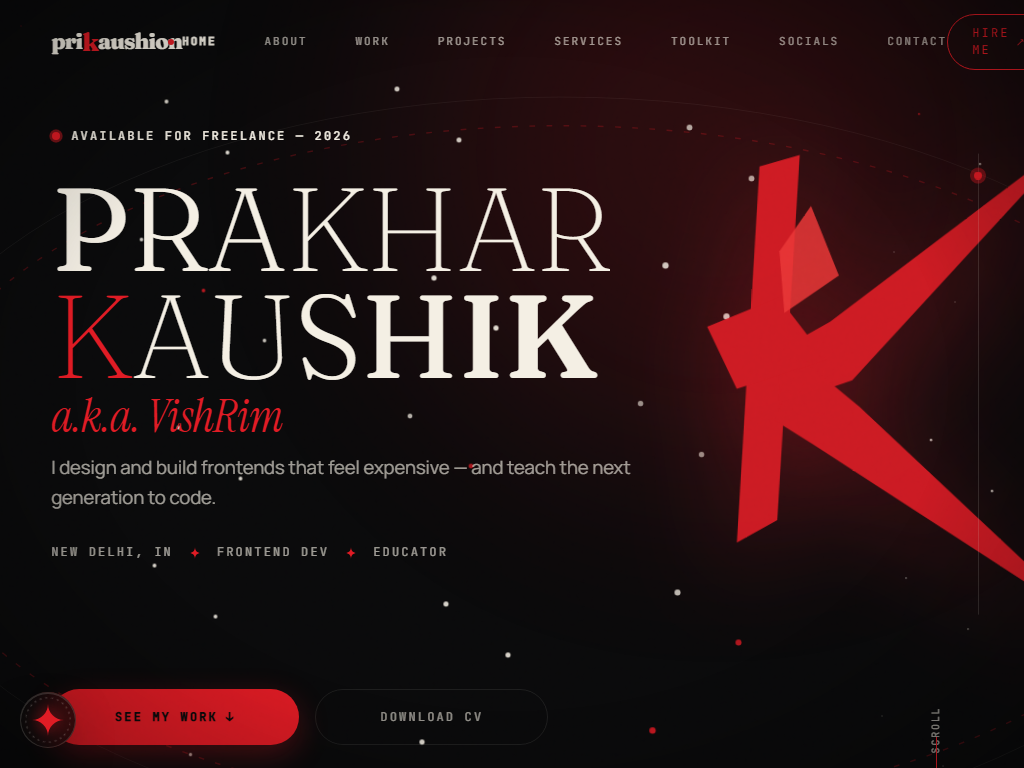 prikaushion
HOME
ABOUT
WORK
PROJECTS
SERVICES
TOOLKIT
SOCIALS
CONTACT
HIRE
ME ↗
AVAILABLE FOR FREELANCE — 2026
PRAKHAR
KAUSHIK
a.k.a. VishRim
I design and build frontends that feel expensive — and teach the next
generation to code.
NEW DELHI, IN ✦ FRONTEND DEV ✦ EDUCATOR
SEE MY WORK ↓
DOWNLOAD CV
SCROLL